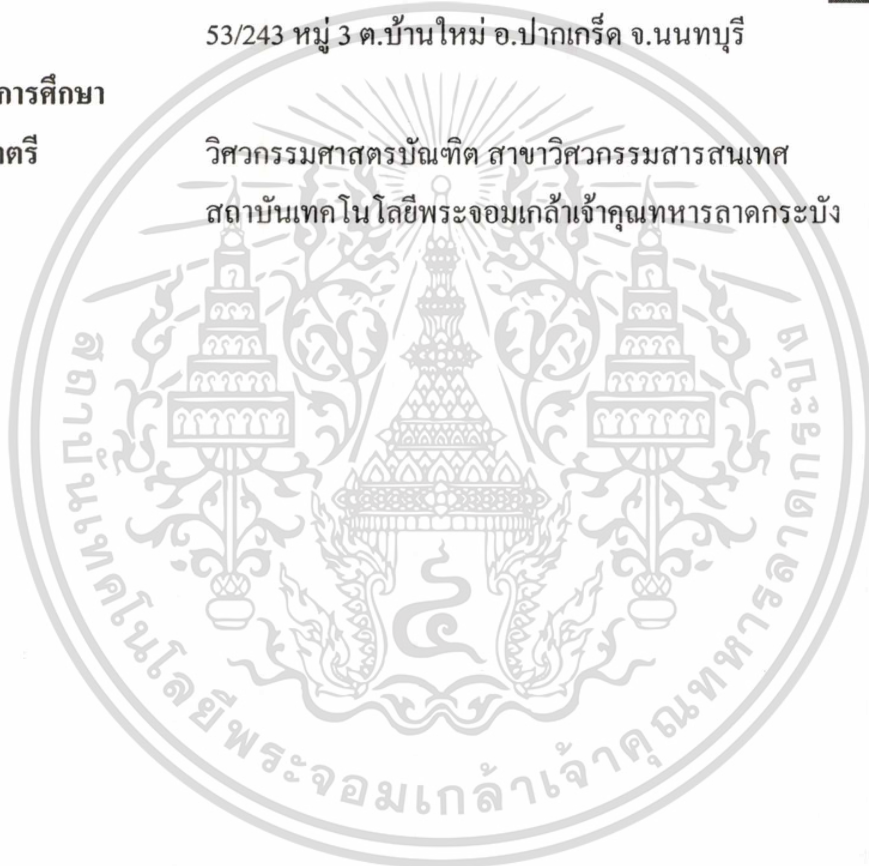 53/243 หมู่ 3 ต.บ้านใหม่ อ.ปากเกร็ด จ.นนทบุรี
การศึกษา
ตรี วิศวกรรมศาสตรบัณฑิต สาขาวิศวกรรมสารสนเทศ
สถาบันเทคโนโลยีพระจอมเกล้าเจ้าคุณทหารลาดกระบัง
สถาบันเทคโนโลยีพระจอมเกล้าเจ้าคุณทหารลาดกระบัง
๔